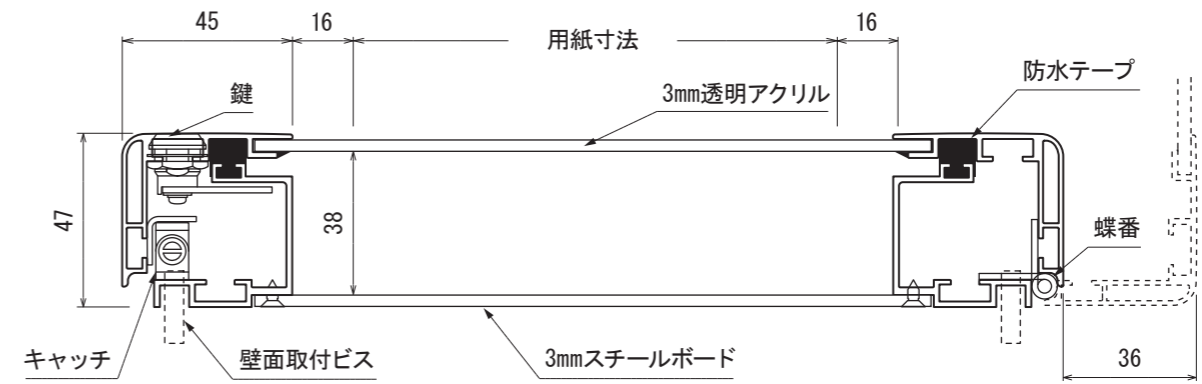 45
16
用紙寸法
16
防水テープ
鍵
3mm透明アクリル
47
38
蝶番
キャッチ
壁面取付ビス
3mmスチールボード
36